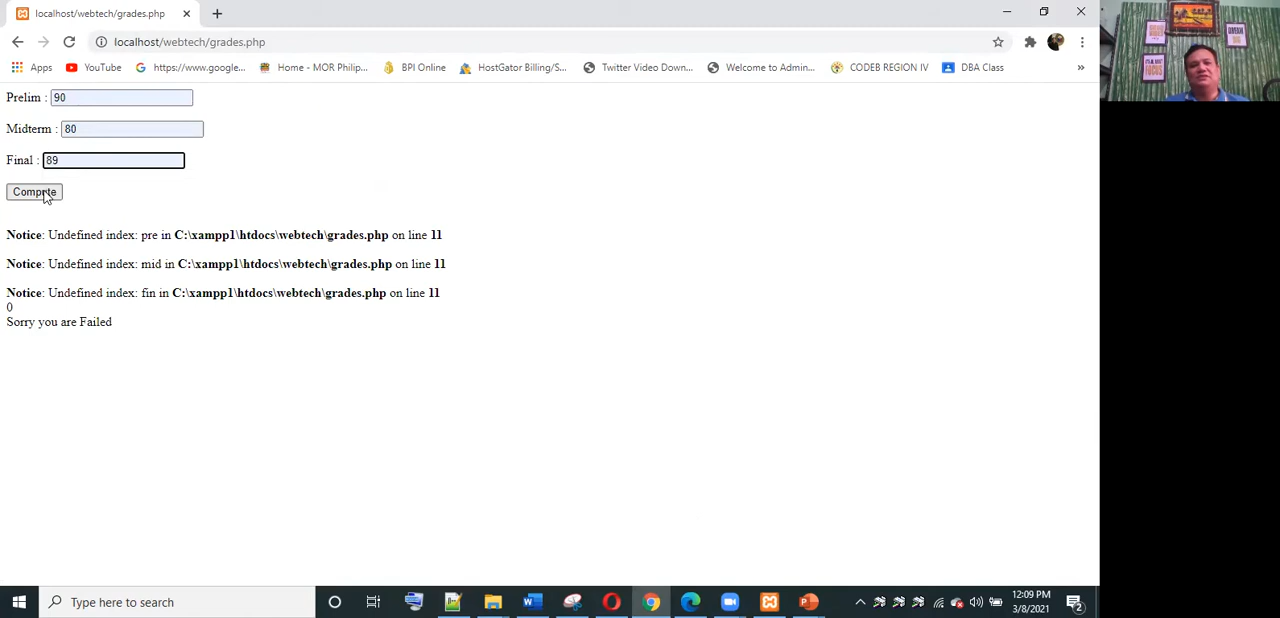 localhost/webtech/grades.php
localhost/webtech/grades.php
Apps YouTube https://www.google... Home - MOR Philip... BPI Online HostGator Billing/S... Twitter Video Down... Welcome to Admin... CODEB REGION IV DBA Class »
Prelim : 90
Midterm : 80
Final : 89
Compute
Notice: Undefined index: pre in C:\xampp1\htdocs\webtech\grades.php on line 11
Notice: Undefined index: mid in C:\xampp1\htdocs\webtech\grades.php on line 11
Notice: Undefined index: fin in C:\xampp1\htdocs\webtech\grades.php on line 11
0
Sorry you are Failed
Type here to search
12:09 PM
3/8/2021
2
FOCUS